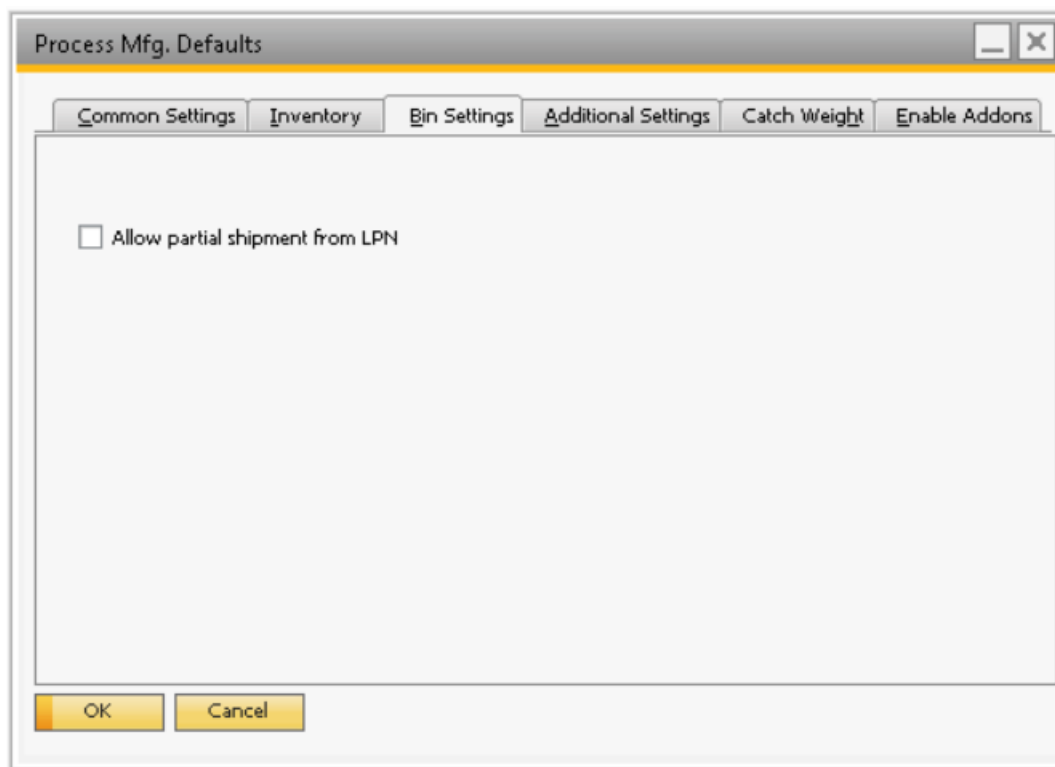 Process Mfg. Defaults
Common Settings Inventory Bin Settings Additional Settings Catch Weight Enable Addons
Allow partial shipment from LPN
OK Cancel